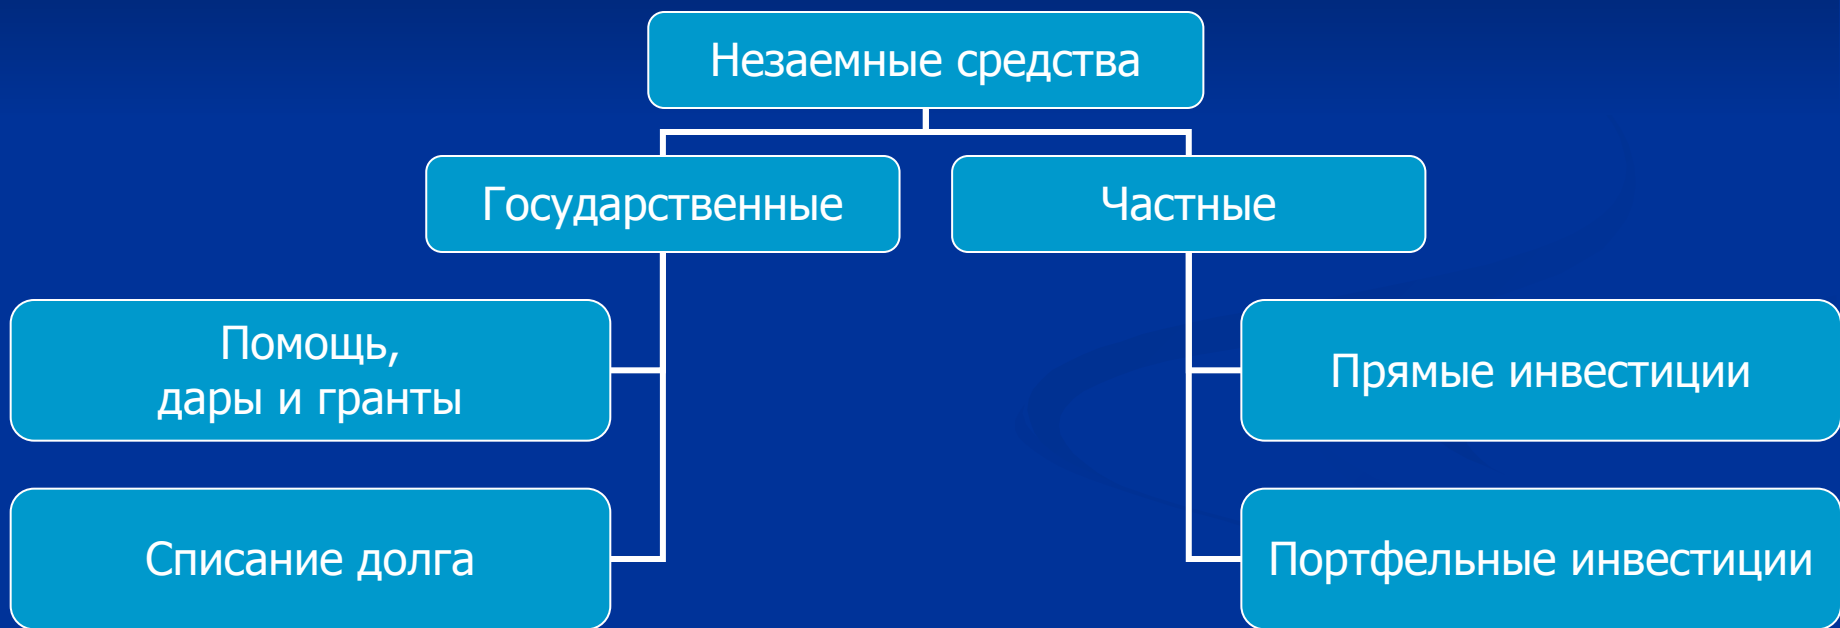 Незаемные средства
Государственные
Частные
Помощь,
дары и гранты
Прямые инвестиции
Списание долга
Портфельные инвестиции